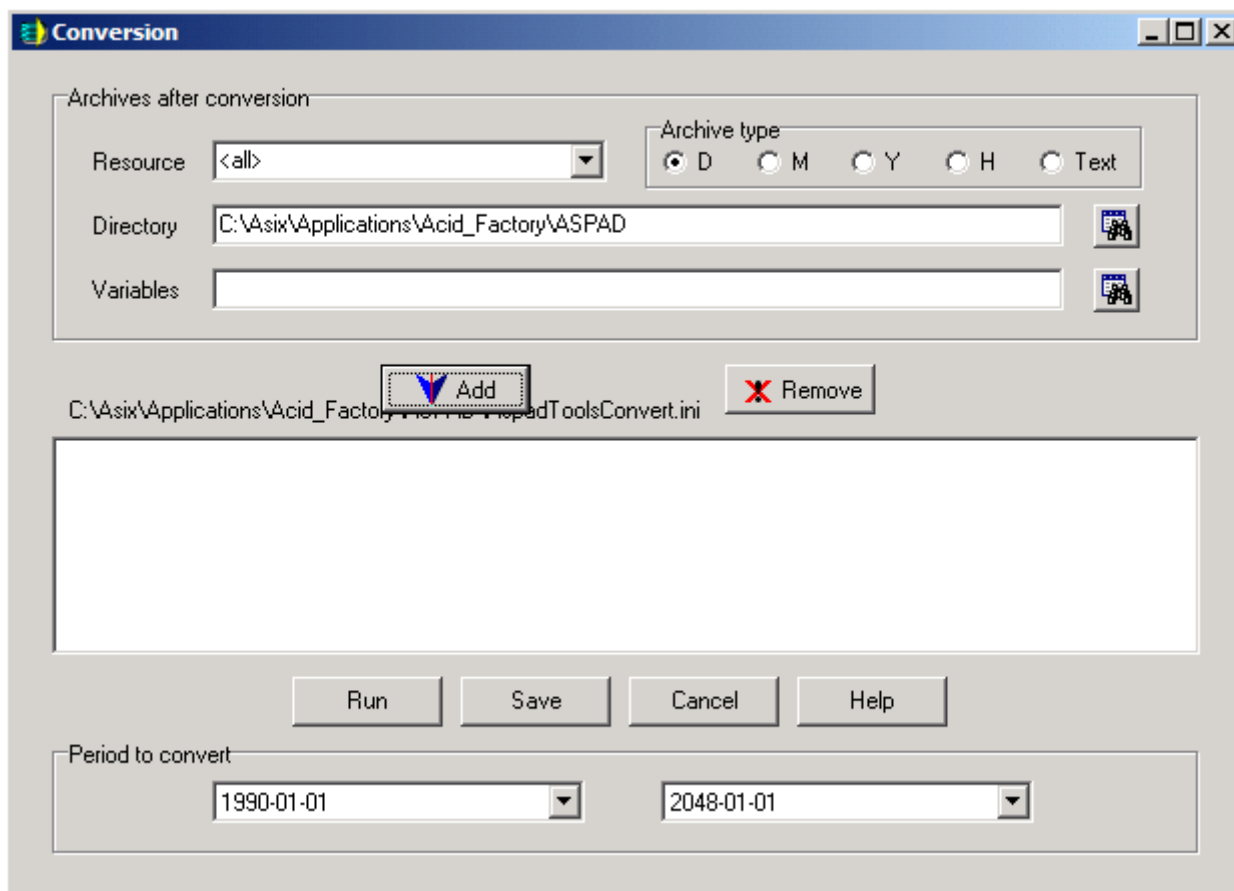 Conversion
Archives after conversion
Archive type
Resource <all> D M Y H Text
Directory C:\Asix\Applications\Acid_Factory\ASPAD
Variables
Add Remove
C:\Asix\Applications\Acid_Factory\ AspadToolsConvert.ini
Run Save Cancel Help
Period to convert
1990-01-01 2048-01-01